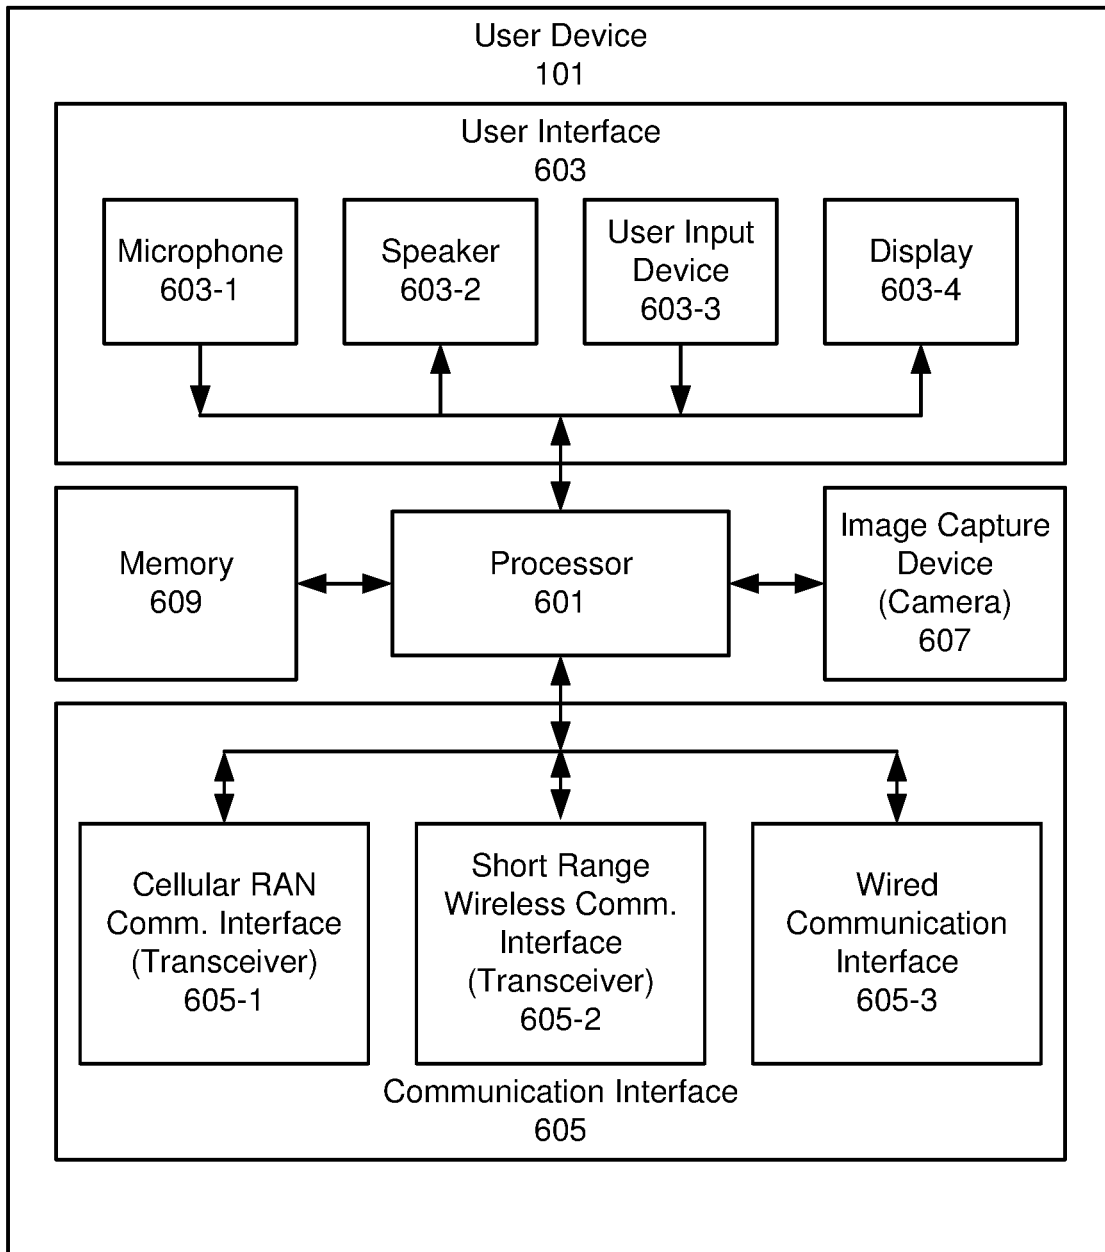 User Device
101
User Interface
603
Microphone
603-1
Speaker
603-2
User Input
Device
603-3
Display
603-4
Memory
609
Processor
601
Image Capture
Device
(Camera)
607
Cellular RAN
Comm. Interface
(Transceiver)
605-1
Short Range
Wireless Comm.
Interface
(Transceiver)
605-2
Wired
Communication
Interface
605-3
Communication Interface
605